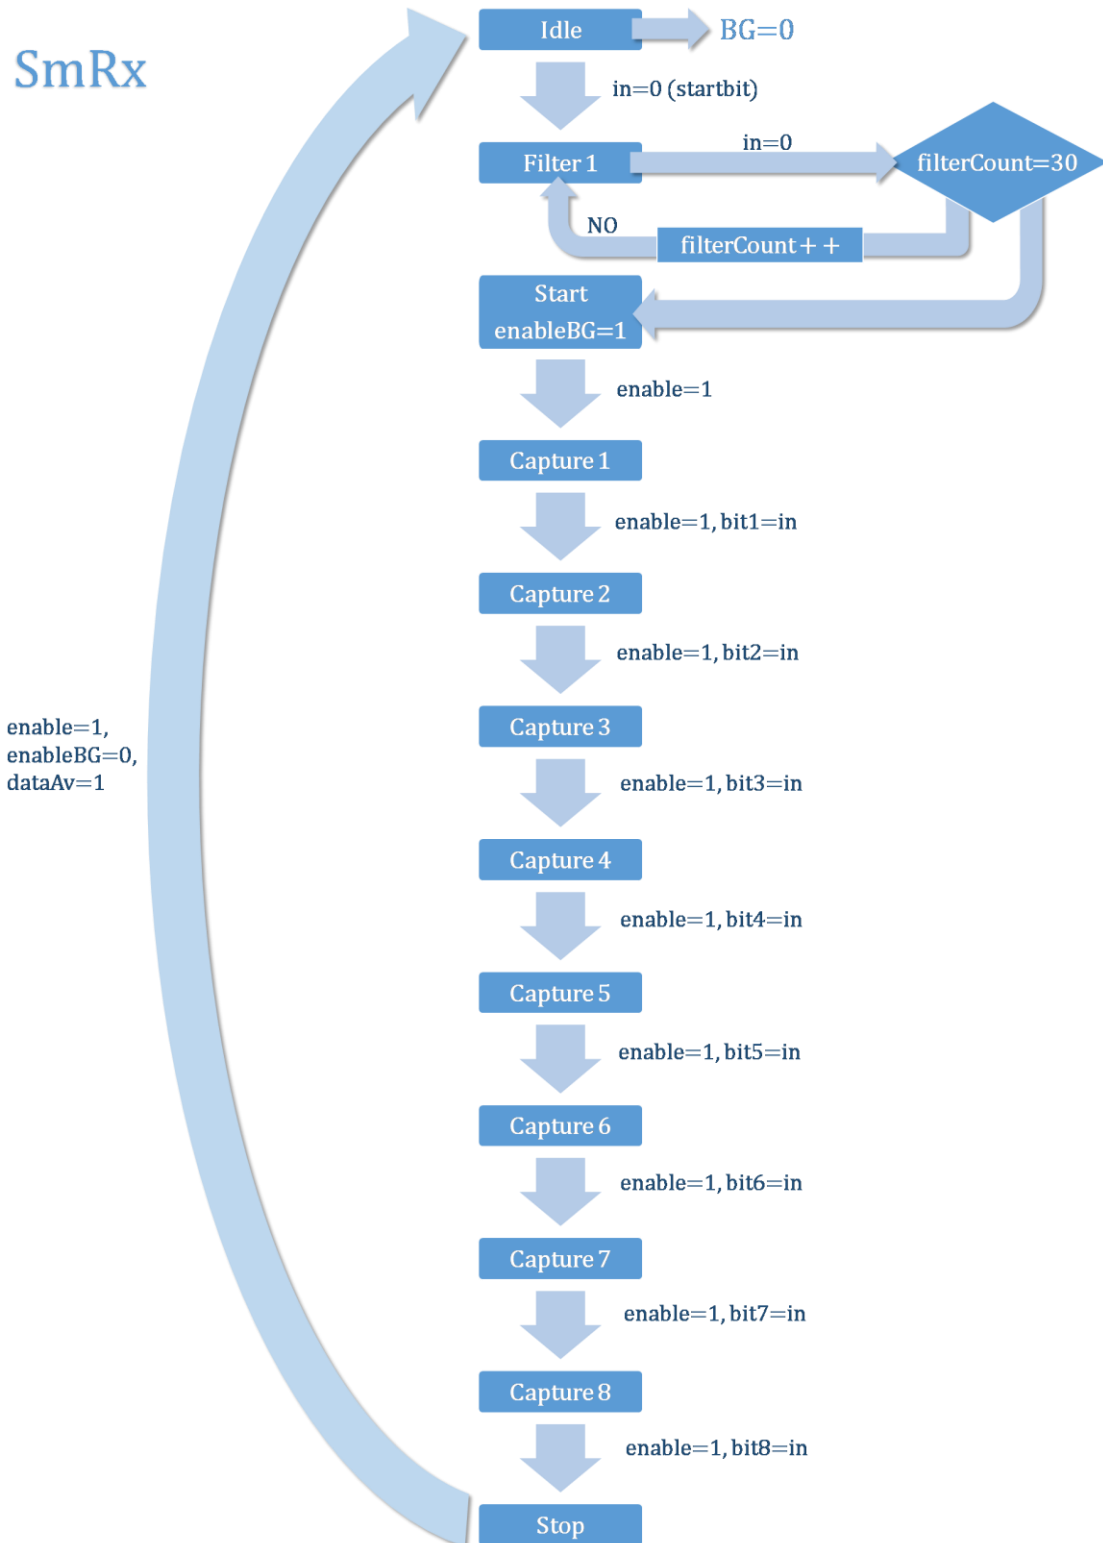 SmRx
Idle
BG=0
in=0 (startbit)
Filter 1
in=0
filterCount=30
NO
filterCount++
Start
enableBG=1
enable=1
Capture 1
enable=1, bit1=in
Capture 2
enable=1, bit2=in
Capture 3
enable=1, bit3=in
Capture 4
enable=1, bit4=in
Capture 5
enable=1, bit5=in
Capture 6
enable=1, bit6=in
Capture 7
enable=1, bit7=in
Capture 8
enable=1, bit8=in
Stop
enable=1,
enableBG=0,
dataAv=1